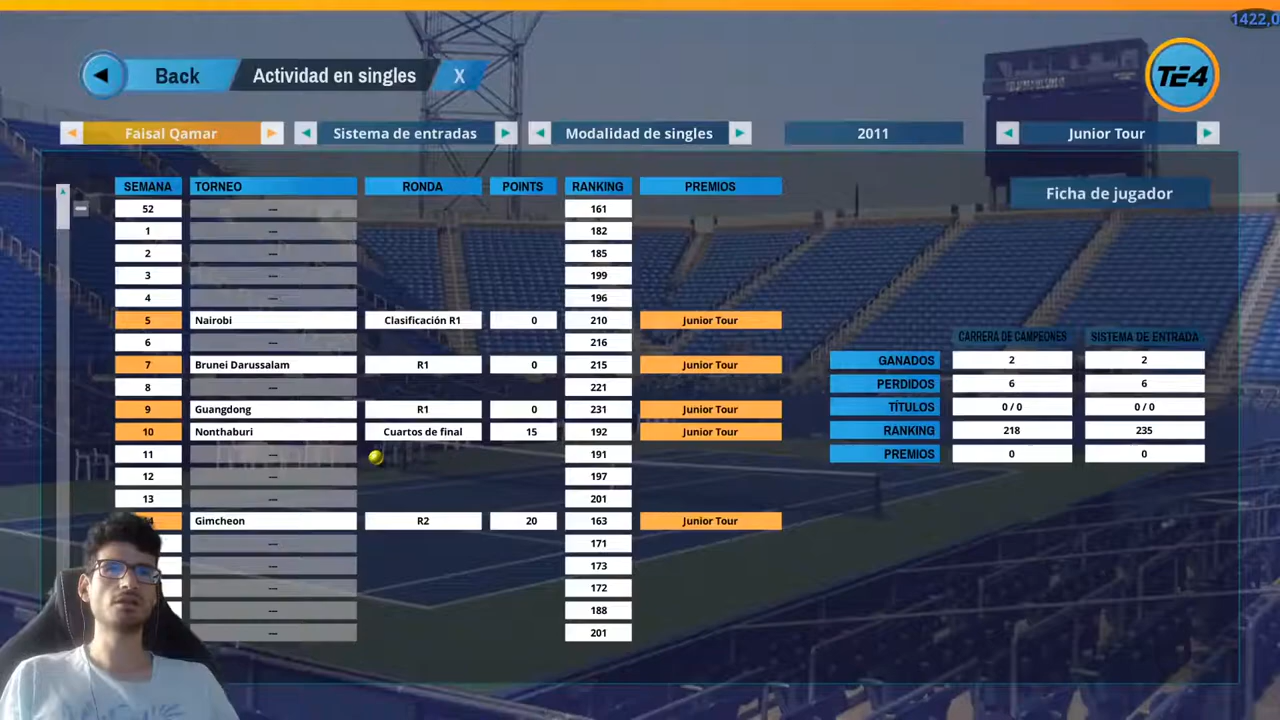 1422,0
Back
Actividad en singles
X
TE4
Faisal Qamar
Sistema de entradas
Modalidad de singles
2011
Junior Tour
Ficha de jugador
SEMANA TORNEO RONDA POINTS RANKING PREMIOS
52 --- 161
1 --- 182
2 --- 185
3 --- 199
4 --- 196
5 Nairobi Clasificación R1 0 210 Junior Tour
6 --- 216
7 Brunei Darussalam R1 0 215 Junior Tour
8 --- 221
9 Guangdong R1 0 231 Junior Tour
10 Nonthaburi Cuartos de final 15 192 Junior Tour
11 --- 191
12 --- 197
13 --- 201
Gimcheon R2 20 163 Junior Tour
--- 171
--- 173
--- 172
--- 188
--- 201
CARRERA DE CAMPEONES SISTEMA DE ENTRADA
GANADOS 2 2
PERDIDOS 6 6
TÍTULOS 0 / 0 0 / 0
RANKING 218 235
PREMIOS 0 0